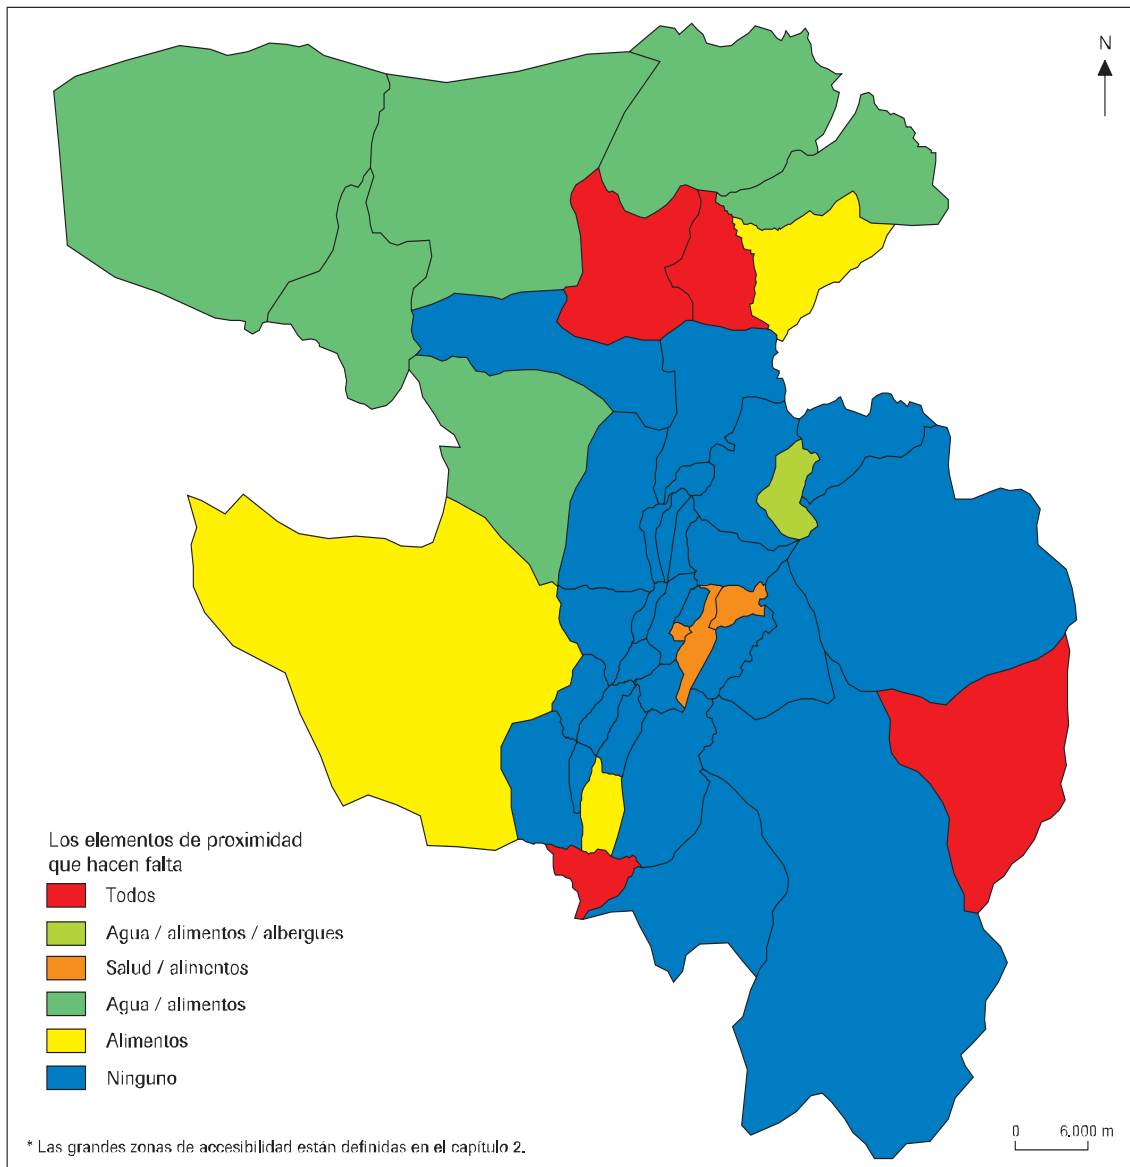 N
Los elementos de proximidad
que hacen falta
Todos
Agua / alimentos / albergues
Salud / alimentos
Agua / alimentos
Alimentos
Ninguno
* Las grandes zonas de accesibilidad están definidas en el capítulo 2.
0 6.000 m